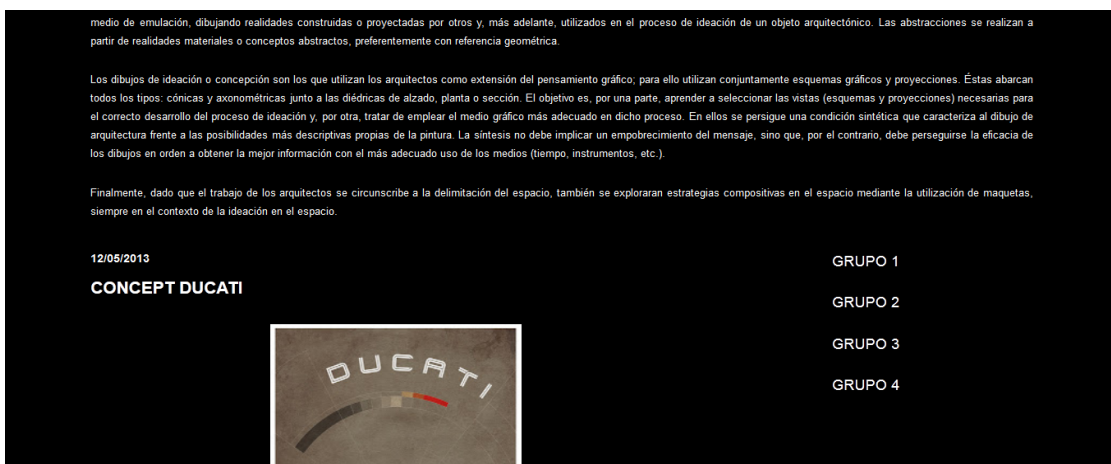 medio de emulación, dibujando realidades construidas o proyectadas por otros y, más adelante, utilizados en el proceso de ideación de un objeto arquitectónico. Las abstracciones se realizan a
partir de realidades materiales o conceptos abstractos, preferentemente con referencia geométrica.
Los dibujos de ideación o concepción son los que utilizan los arquitectos como extensión del pensamiento gráfico; para ello utilizan conjuntamente esquemas gráficos y proyecciones. Éstas abarcan
todos los tipos: cónicas y axonométricas junto a las diédricas de alzado, planta o sección. El objetivo es, por una parte, aprender a seleccionar las vistas (esquemas y proyecciones) necesarias para
el correcto desarrollo del proceso de ideación y, por otra, tratar de emplear el medio gráfico más adecuado en dicho proceso. En ellos se persigue una condición sintética que caracteriza al dibujo de
arquitectura frente a las posibilidades más descriptivas propias de la pintura. La síntesis no debe implicar un empobrecimiento del mensaje, sino que, por el contrario, debe perseguirse la eficacia de
los dibujos en orden a obtener la mejor información con el más adecuado uso de los medios (tiempo, instrumentos, etc.).
Finalmente, dado que el trabajo de los arquitectos se circunscribe a la delimitación del espacio, también se exploraran estrategias compositivas en el espacio mediante la utilización de maquetas,
siempre en el contexto de la ideación en el espacio.
12/05/2013
CONCEPT DUCATI
DUCATI
GRUPO 1
GRUPO 2
GRUPO 3
GRUPO 4